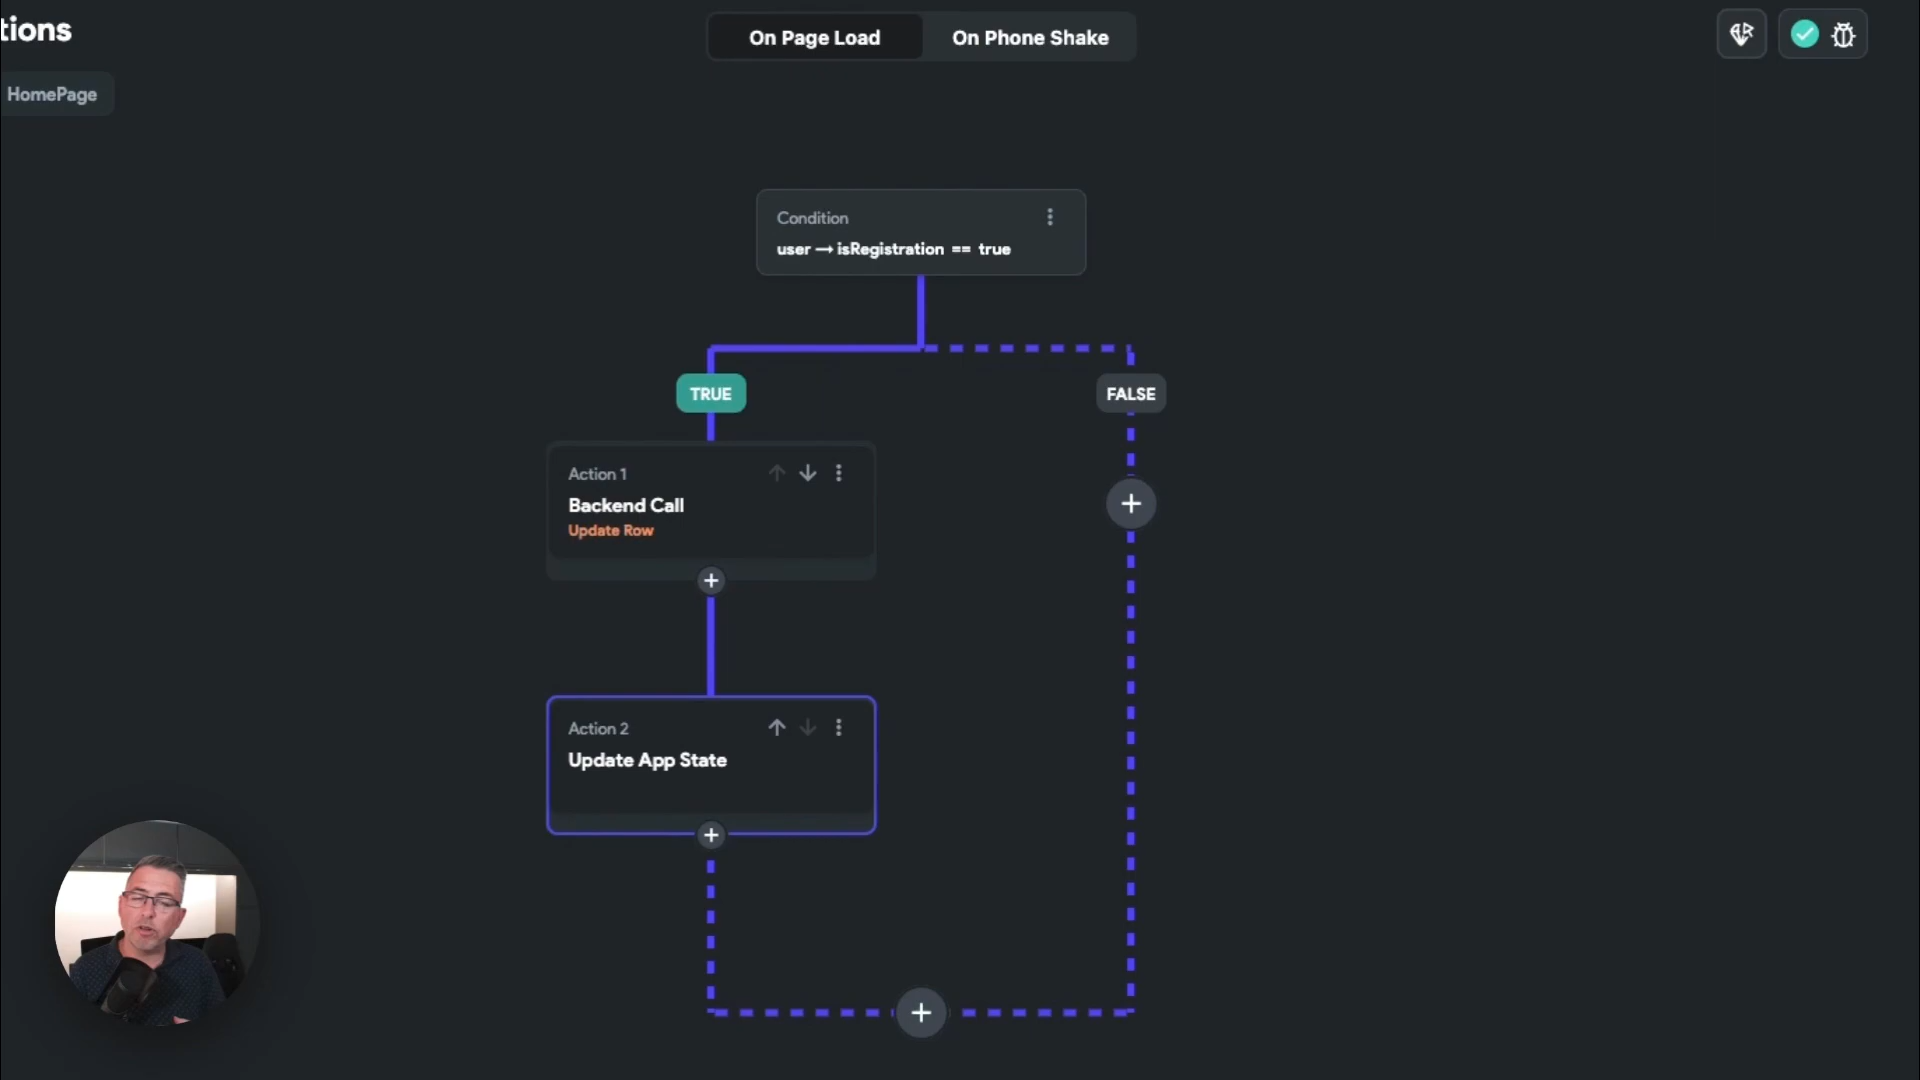 tions
On Page Load
On Phone Shake
HomePage
Condition
user → isRegistration == true
TRUE
FALSE
Action 1
Backend Call
Update Row
Action 2
Update App State